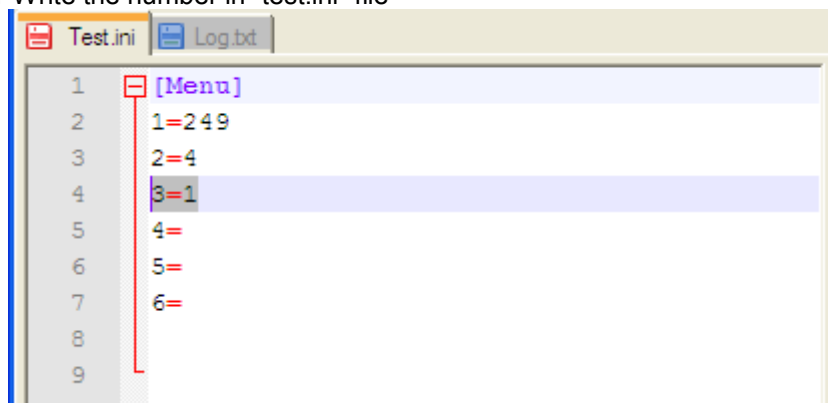 Write the number in "test.ini" file
Test.ini Log.txt
1 [Menu]
2 1=249
3 2=4
4 3=1
5 4=
6 5=
7 6=
8
9